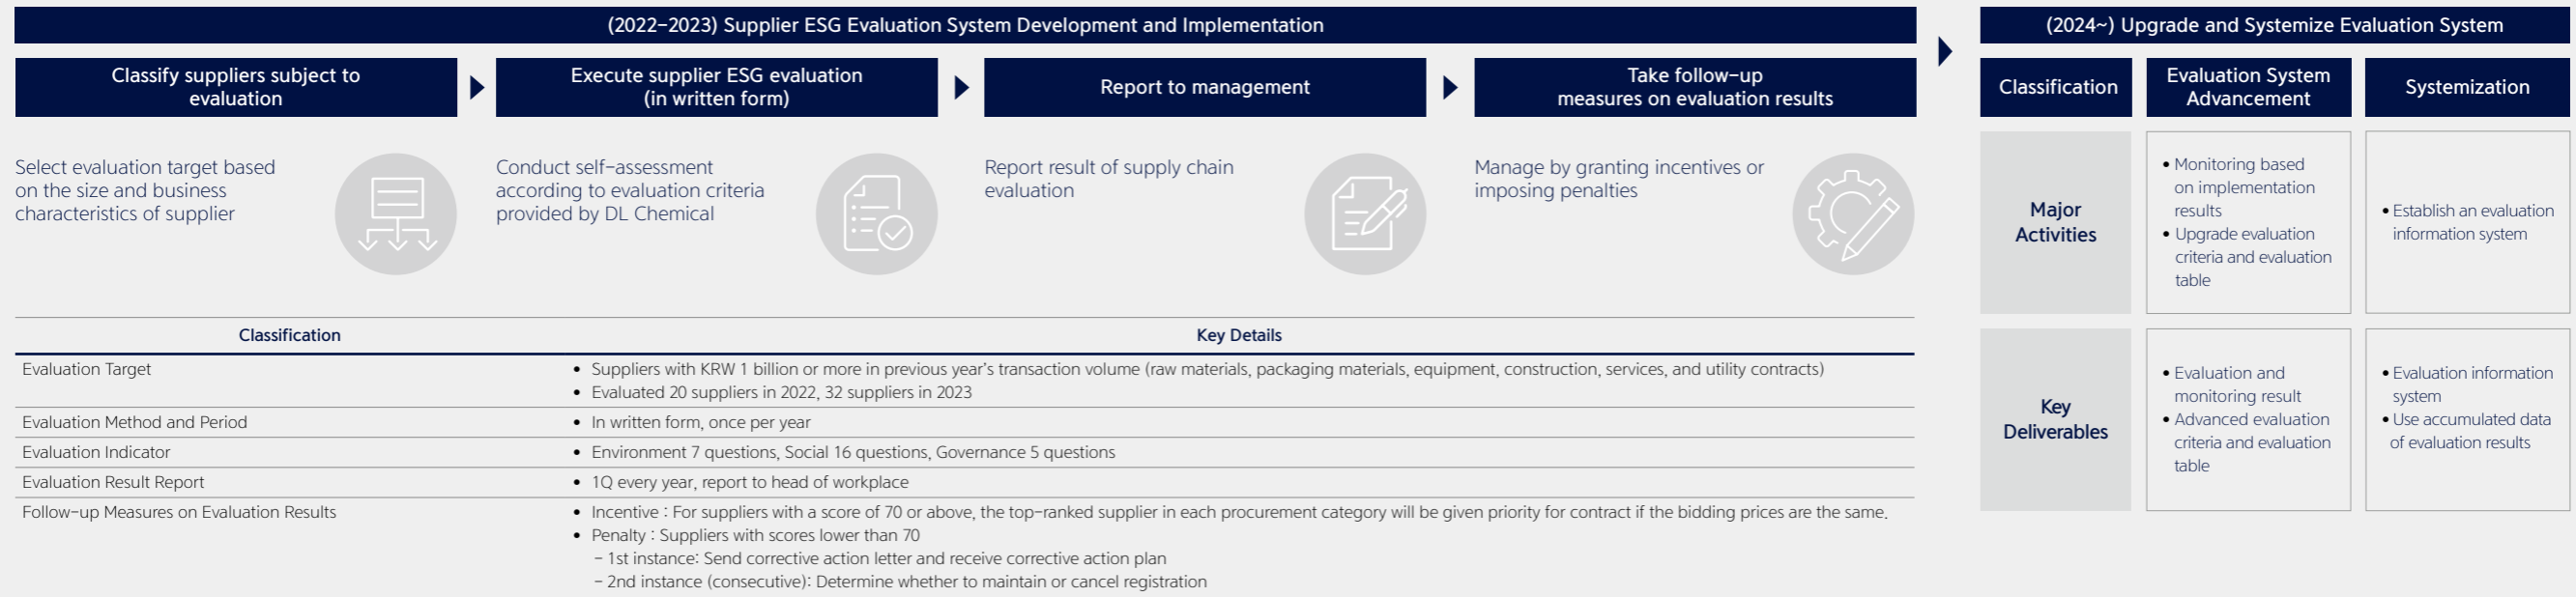 (2022-2023) Supplier ESG Evaluation System Development and Implementation
Classify suppliers subject to
evaluation
Execute supplier ESG evaluation
(in written form)
Report to management
Take follow-up
measures on evaluation results
Select evaluation target based
on the size and business
characteristics of supplier
Conduct self-assessment
according to evaluation criteria
provided by DL Chemical
Report result of supply chain
evaluation
Manage by granting incentives or
imposing penalties
Classification
Key Details
Evaluation Target
• Suppliers with KRW 1 billion or more in previous year's transaction volume (raw materials, packaging materials, equipment, construction, services, and utility contracts)
• Evaluated 20 suppliers in 2022, 32 suppliers in 2023
Evaluation Method and Period
• In written form, once per year
Evaluation Indicator
• Environment 7 questions, Social 16 questions, Governance 5 questions
Evaluation Result Report
• 1Q every year, report to head of workplace
Follow-up Measures on Evaluation Results
• Incentive : For suppliers with a score of 70 or above, the top-ranked supplier in each procurement category will be given priority for contract if the bidding prices are the same.
• Penalty : Suppliers with scores lower than 70
- 1st instance: Send corrective action letter and receive corrective action plan
- 2nd instance (consecutive): Determine whether to maintain or cancel registration
(2024~) Upgrade and Systemize Evaluation System
Classification
Evaluation System
Advancement
Systemization
Major
Activities
• Monitoring based
on implementation
results
• Upgrade evaluation
criteria and evaluation
table
• Establish an evaluation
information system
Key
Deliverables
• Evaluation and
monitoring result
• Advanced evaluation
criteria and evaluation
table
• Evaluation information
system
• Use accumulated data
of evaluation results